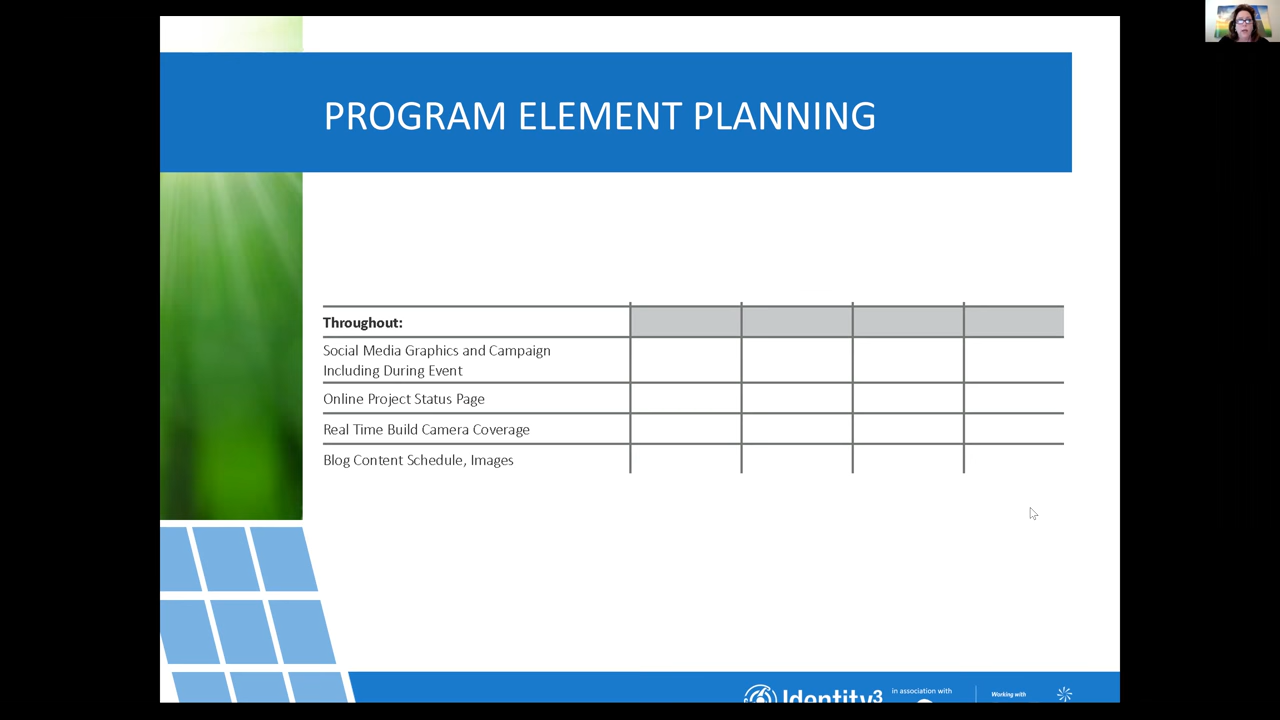 PROGRAM ELEMENT PLANNING
Throughout:
Social Media Graphics and Campaign
Including During Event
Online Project Status Page
Real Time Build Camera Coverage
Blog Content Schedule, Images
Identity3
in association with
Working with